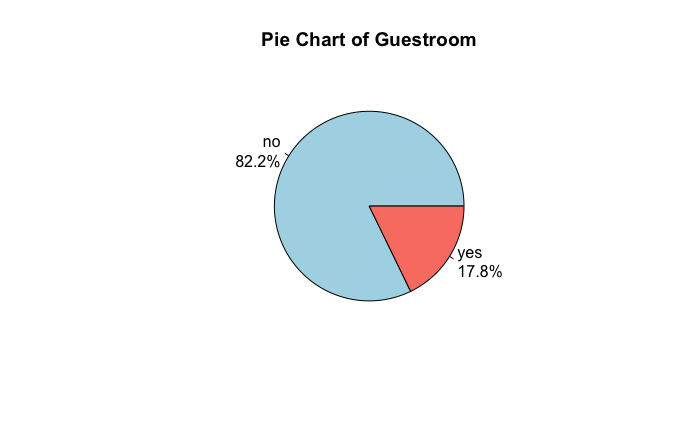 Pie Chart of Guestroom
no
82.2%
yes
17.8%